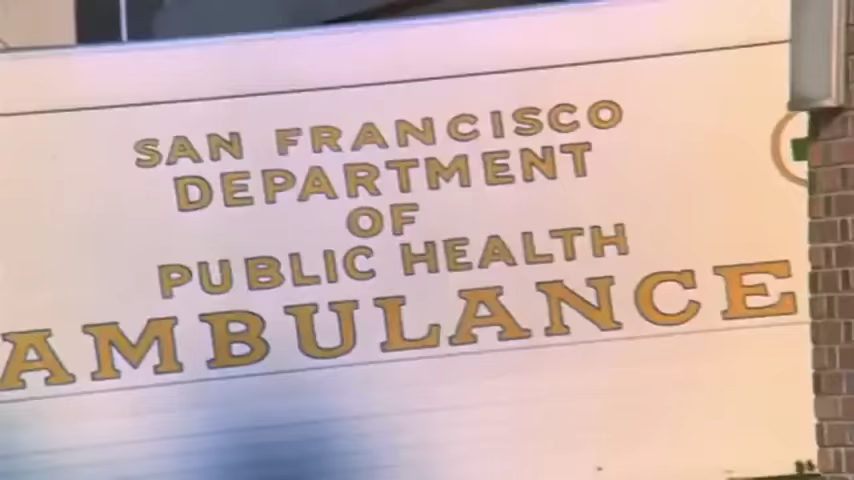 SAN FRANCISCO
DEPARTMENT
OF
PUBLIC HEALTH
AMBULANCE